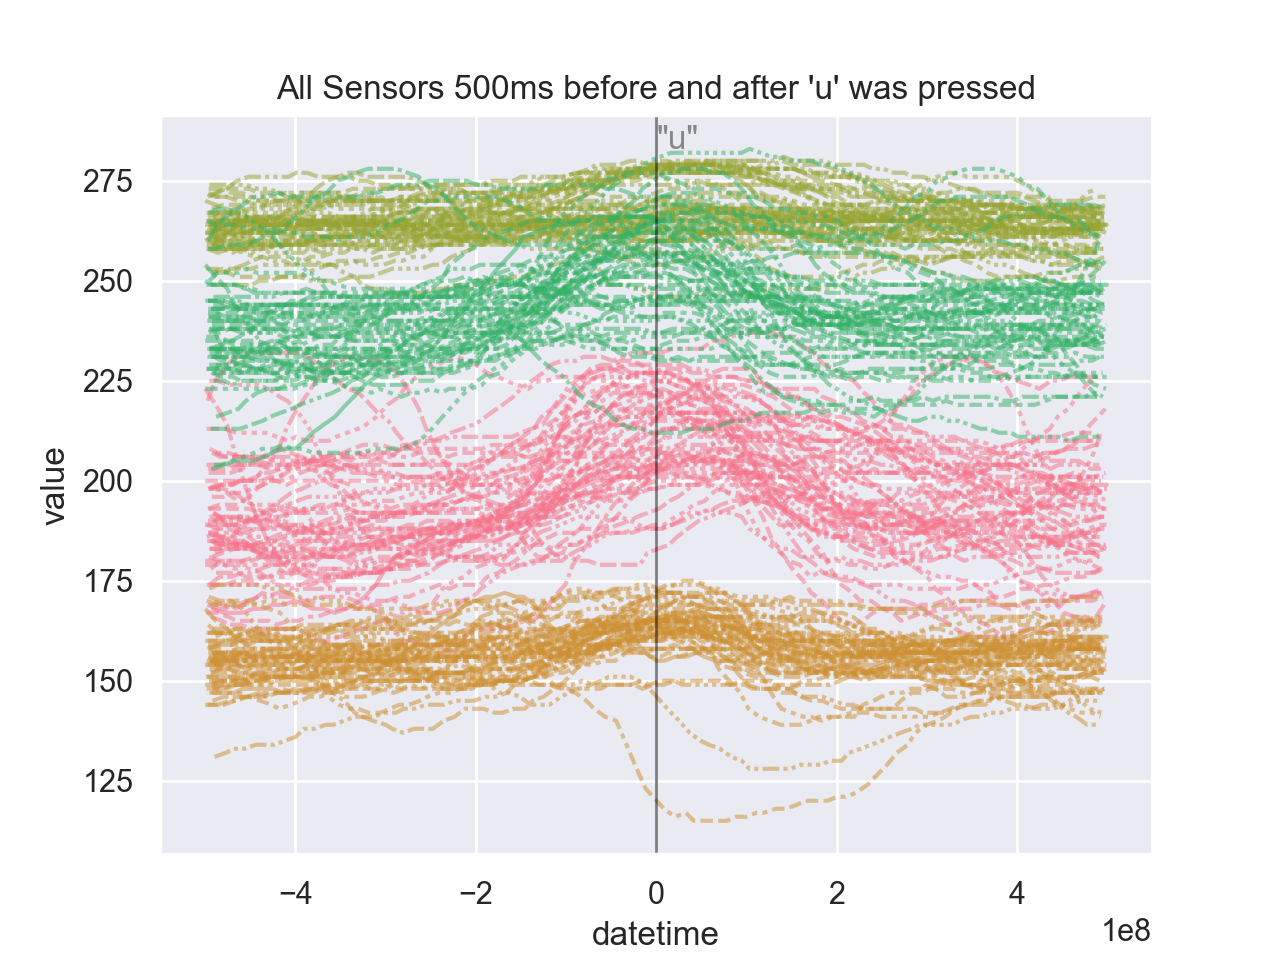 All Sensors 500ms before and after 'u' was pressed
"u"
275
250
225
200
175
150
125
value
−4 −2 0 2 4
1e8
datetime